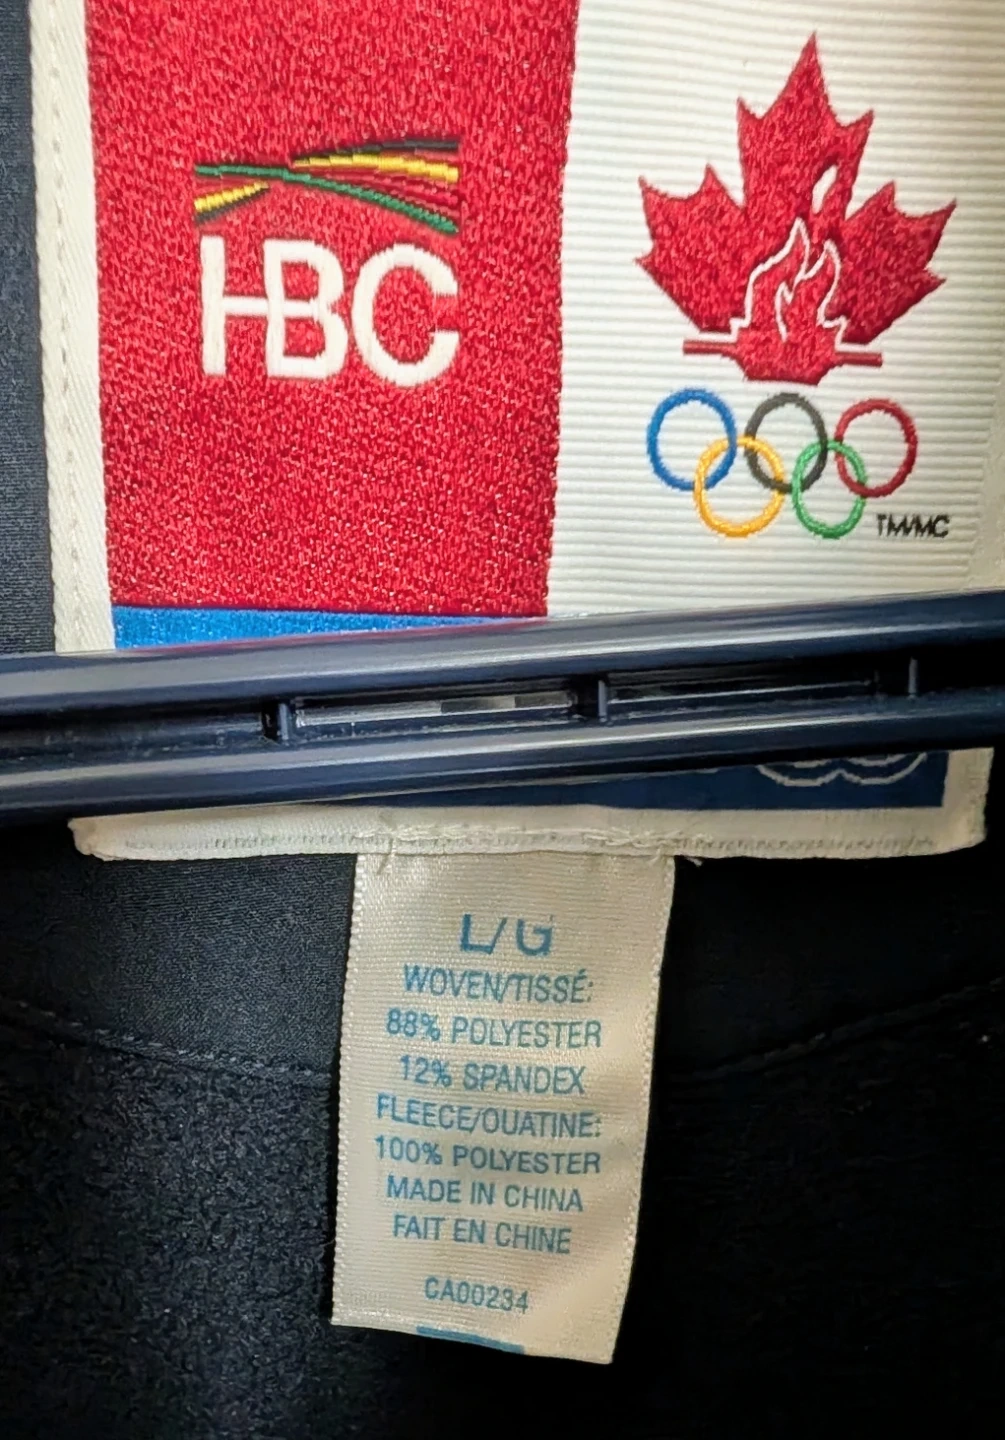 HBC
TM/MC
L/G
WOVEN/TISSÉ:
88% POLYESTER
12% SPANDEX
FLEECE/OUATINE:
100% POLYESTER
MADE IN CHINA
FAIT EN CHINE
CA00234